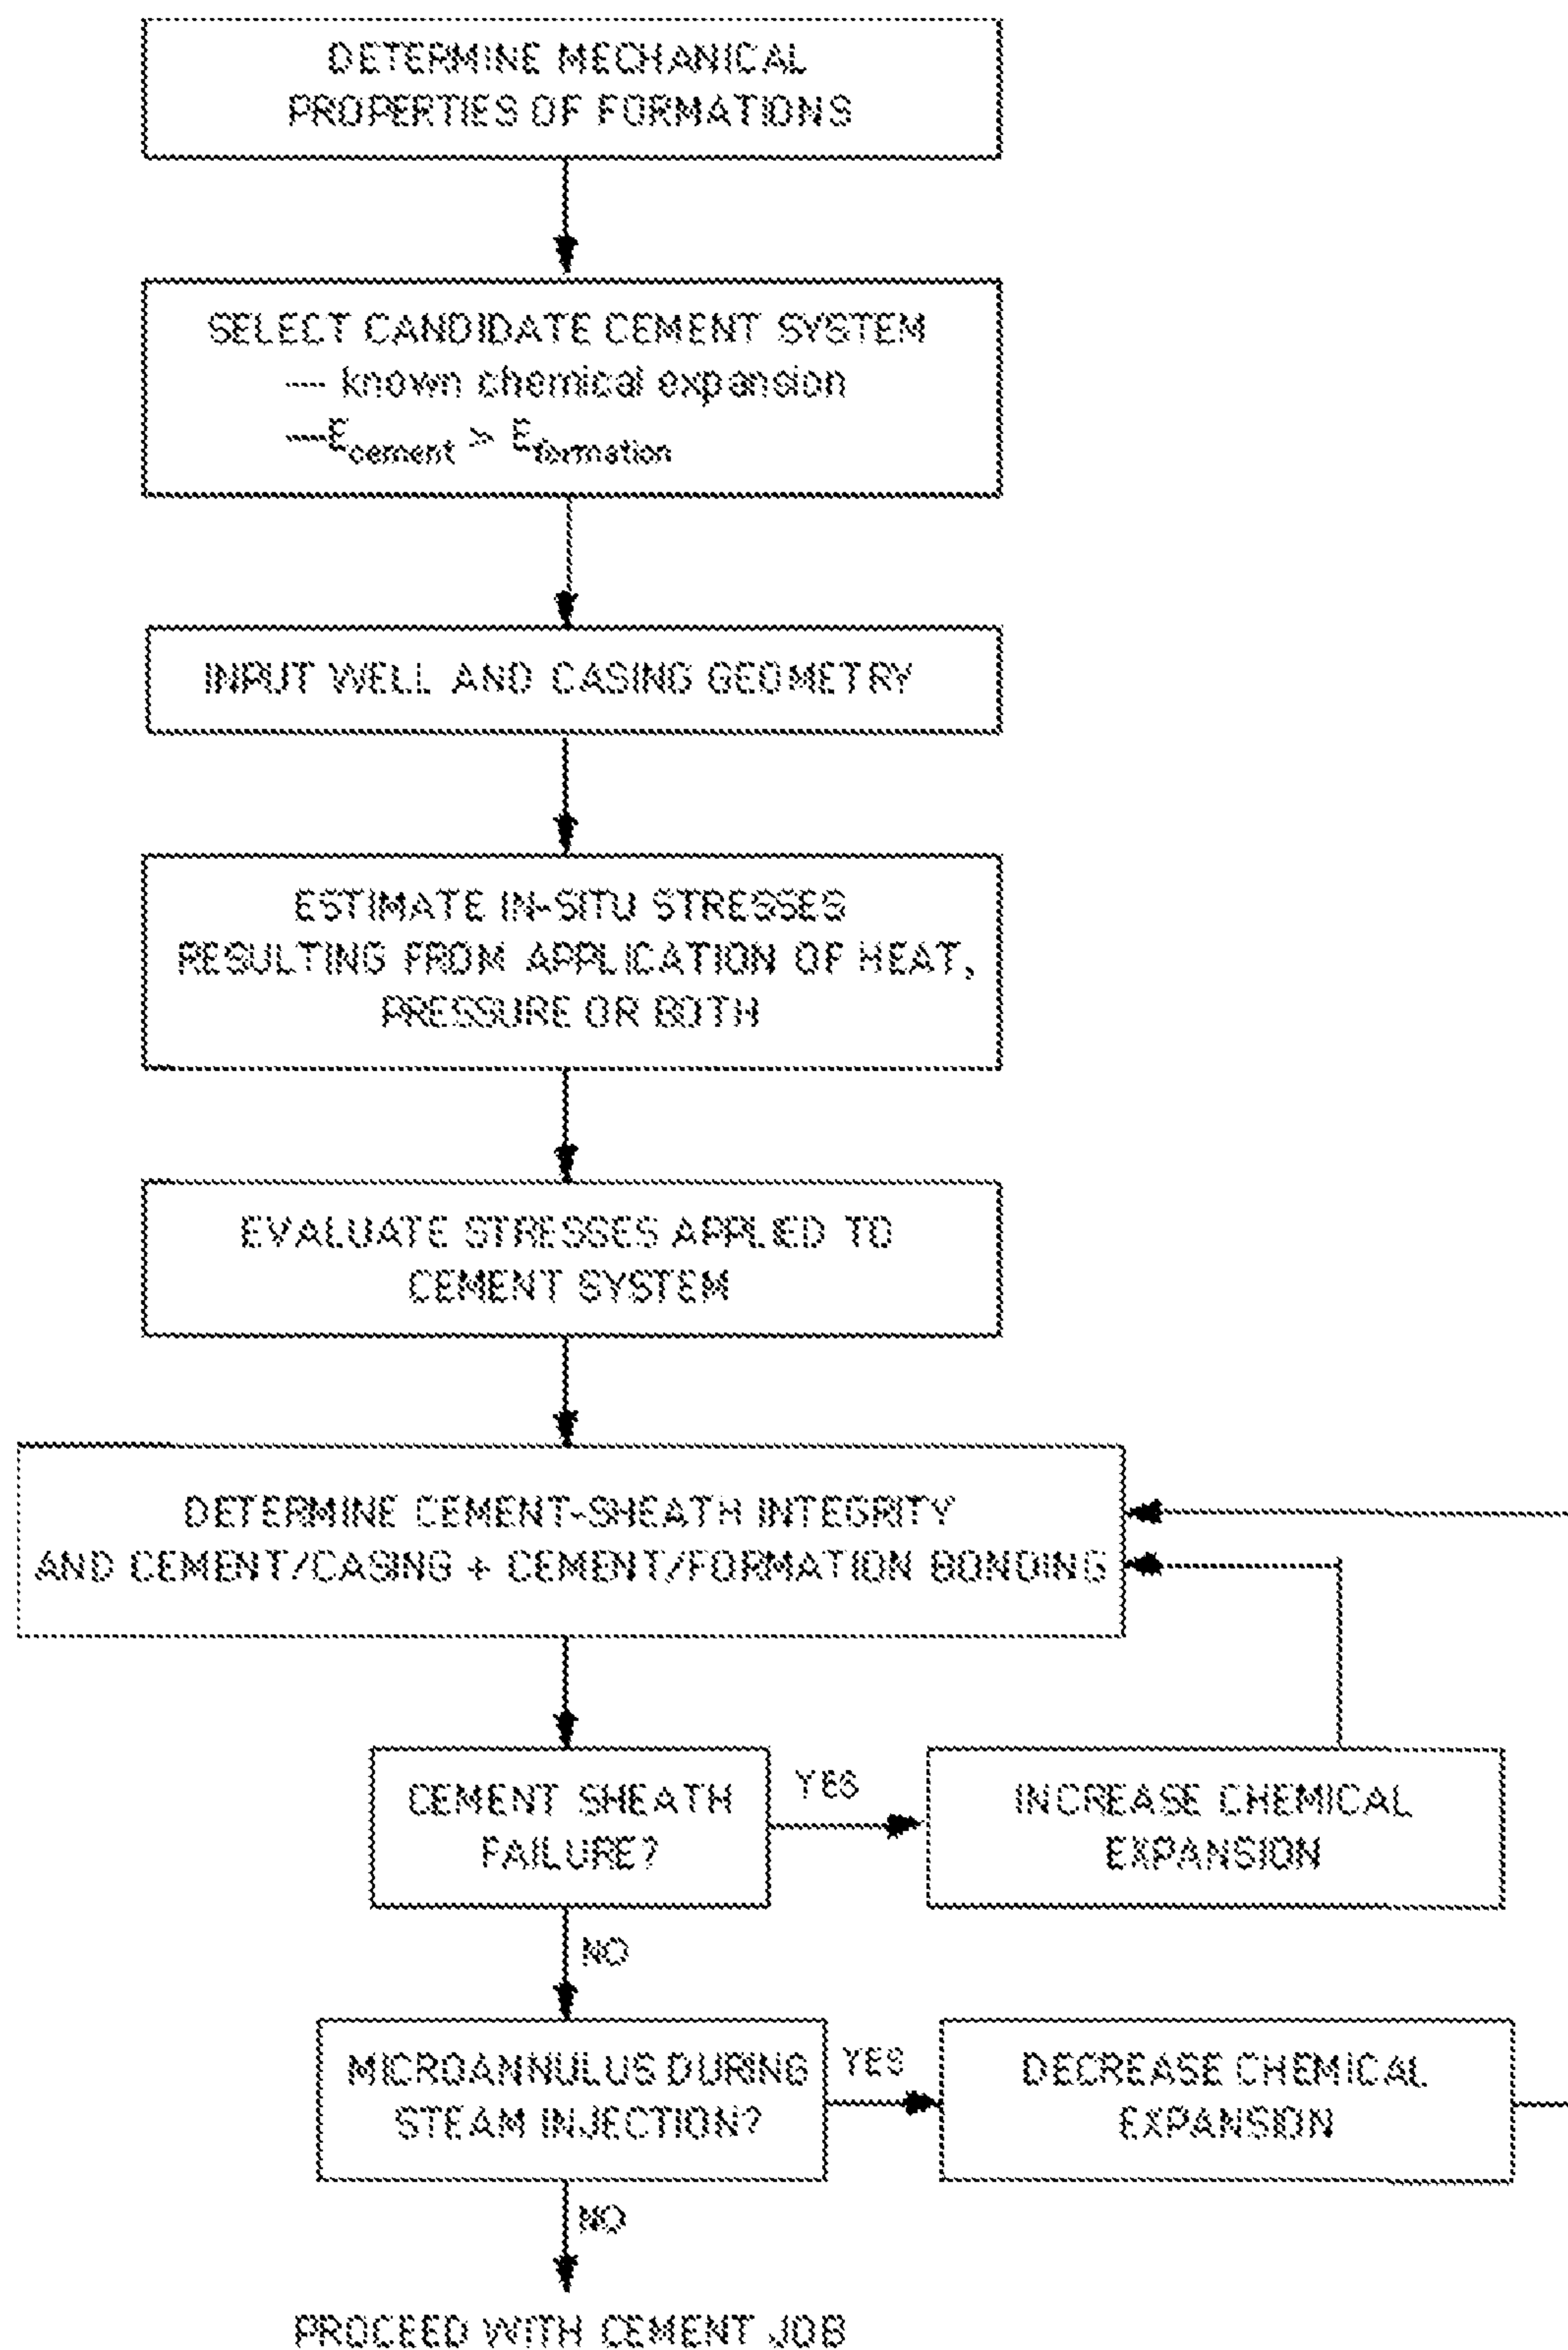 DETERMINE MECHANICAL
PROPERTIES OF FORMATIONS
SELECT CANDIDATE CEMENT SYSTEM
— known chemical expansion
—Ecement > Eformation
INPUT WELL AND CASING GEOMETRY
ESTIMATE IN-SITU STRESSES
RESULTING FROM APPLICATION OF HEAT,
PRESSURE OR BOTH
EVALUATE STRESSES APPLIED TO
CEMENT SYSTEM
DETERMINE CEMENT-SHEATH INTEGRITY
AND CEMENT/CASING + CEMENT/FORMATION BONDING
CEMENT SHEATH
FAILURE?
YES
INCREASE CHEMICAL
EXPANSION
NO
MICROANNULUS DURING
STEAM INJECTION?
YES
DECREASE CHEMICAL
EXPANSION
NO
PROCEED WITH CEMENT JOB